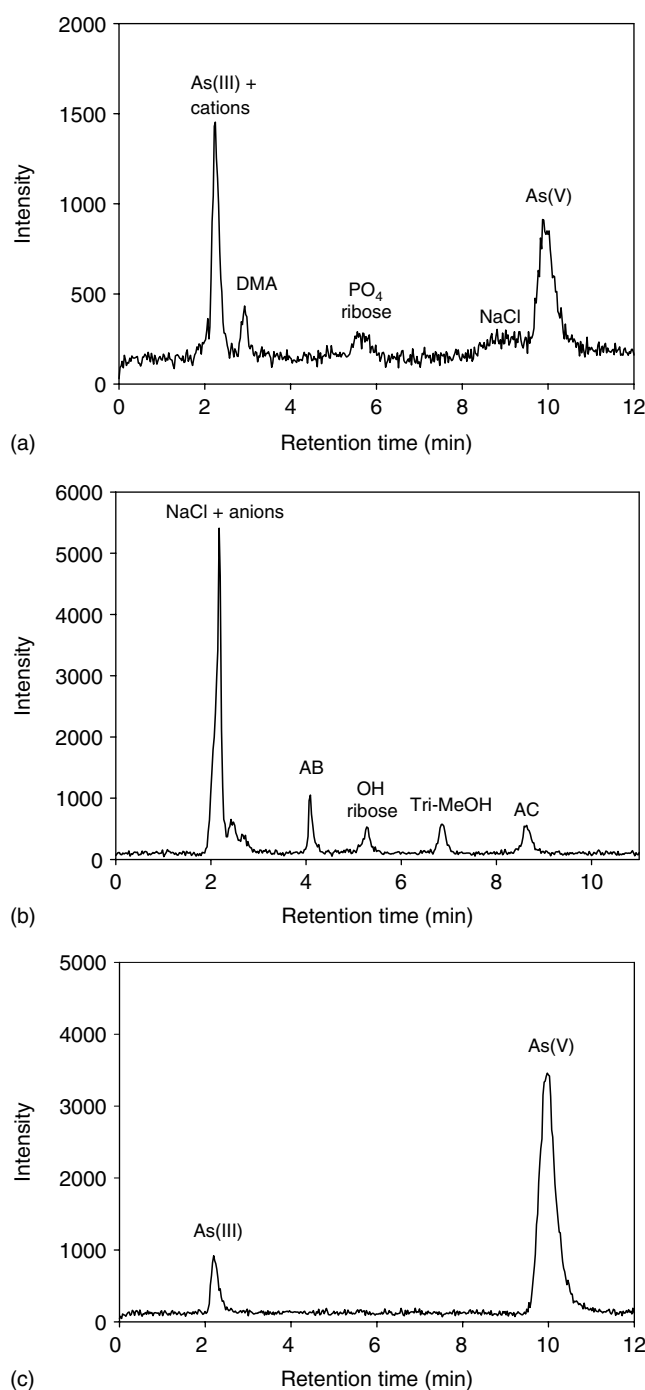 2000
1500
1000
500
0
Intensity
As(III) +
cations
DMA
PO₄
ribose
NaCl
As(V)
0 2 4 6 8 10 12
Retention time (min)
(a)
6000
5000
4000
3000
2000
1000
0
Intensity
NaCl + anions
AB
OH
ribose
Tri-MeOH
AC
0 2 4 6 8 10
Retention time (min)
(b)
5000
4000
3000
2000
1000
0
Intensity
As(III)
As(V)
0 2 4 6 8 10 12
Retention time (min)
(c)